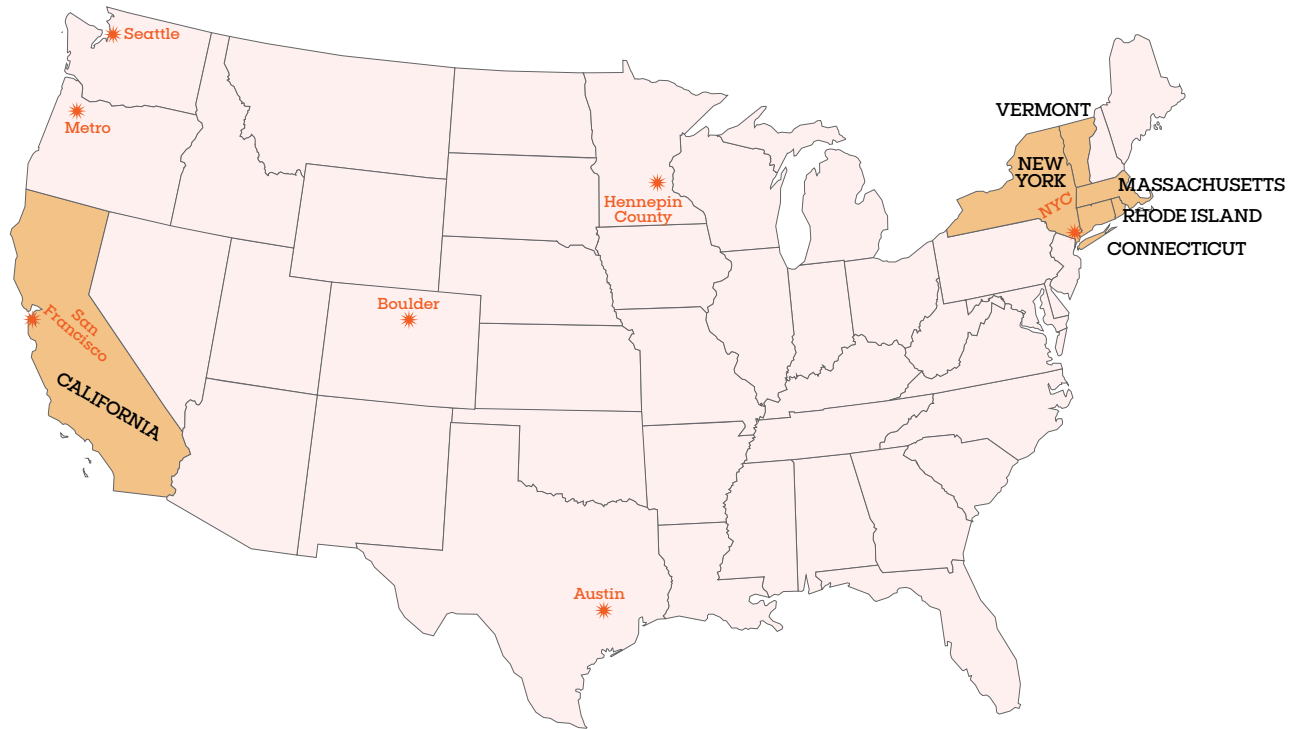 Seattle
Metro
VERMONT
NEW
YORK
MASSACHUSETTS
NYC
RHODE ISLAND
CONNECTICUT
Hennepin
County
Boulder
San
Francisco
CALIFORNIA
Austin